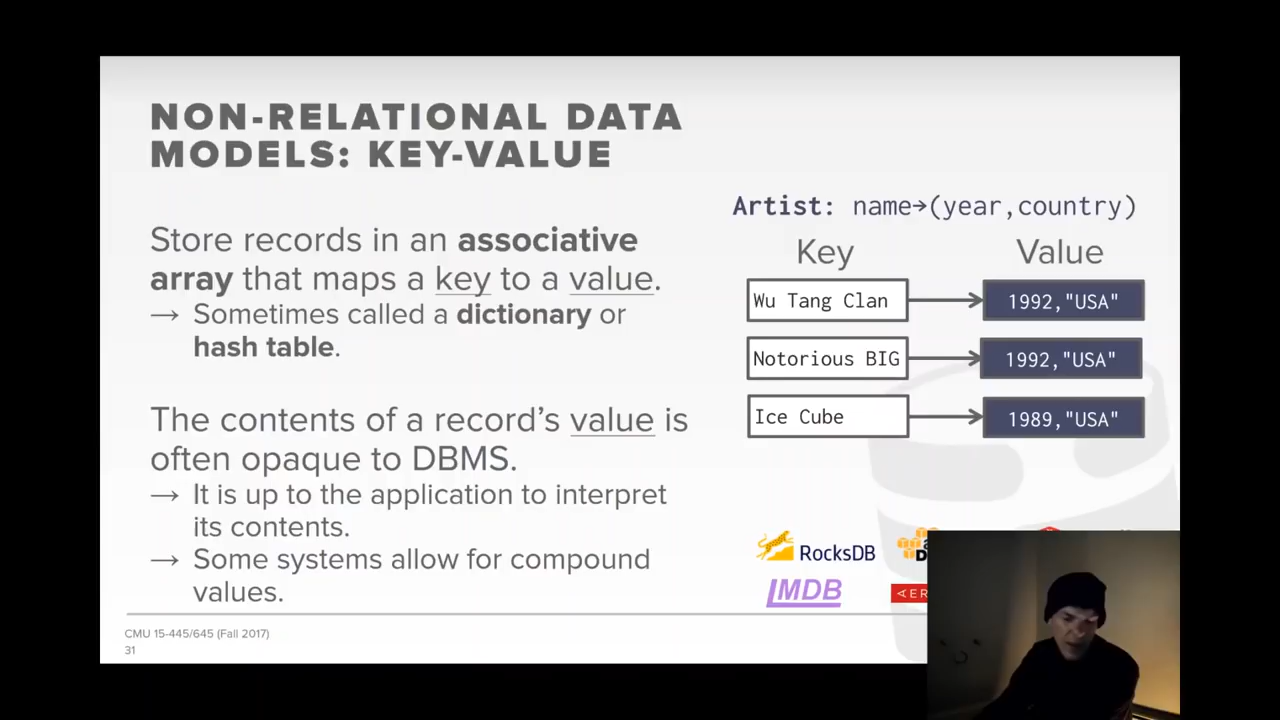 NON-RELATIONAL DATA
MODELS: KEY-VALUE
Store records in an associative
array that maps a key to a value.
→ Sometimes called a dictionary or
hash table.
The contents of a record’s value is
often opaque to DBMS.
→ It is up to the application to interpret
its contents.
→ Some systems allow for compound
values.
Artist: name→(year,country)
Key Value
Wu Tang Clan 1992,"USA"
Notorious BIG 1992,"USA"
Ice Cube 1989,"USA"
RocksDB
LMDB
CMU 15-445/645 (Fall 2017)
31